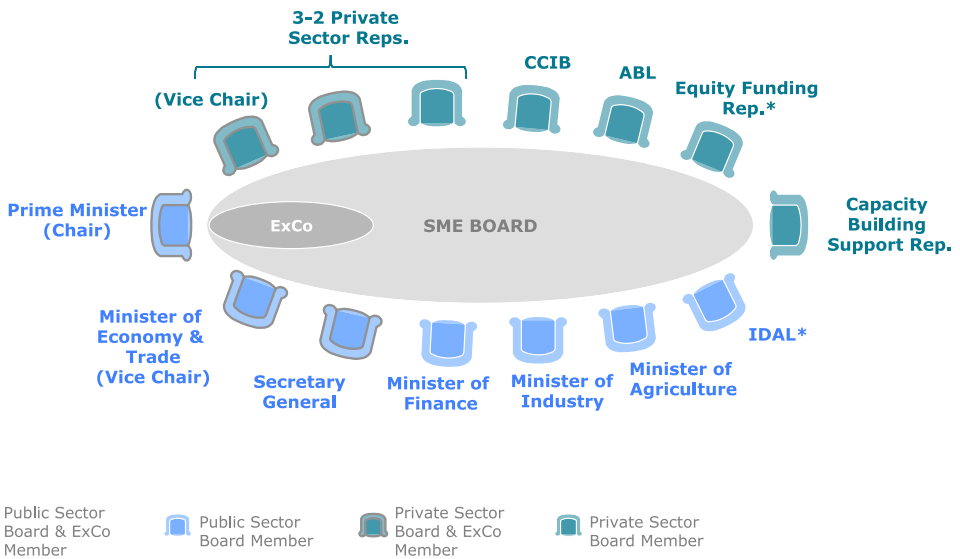 3-2 Private
Sector Reps.
(Vice Chair)
CCIB
ABL
Equity Funding
Rep.*
Prime Minister
(Chair)
ExCo
SME BOARD
Capacity
Building
Support Rep.
Minister of
Economy &
Trade
(Vice Chair)
Secretary
General
Minister of
Finance
Minister of
Industry
Minister of
Agriculture
IDAL*
Public Sector
Board & ExCo
Member
Public Sector
Board Member
Private Sector
Board & ExCo
Member
Private Sector
Board Member